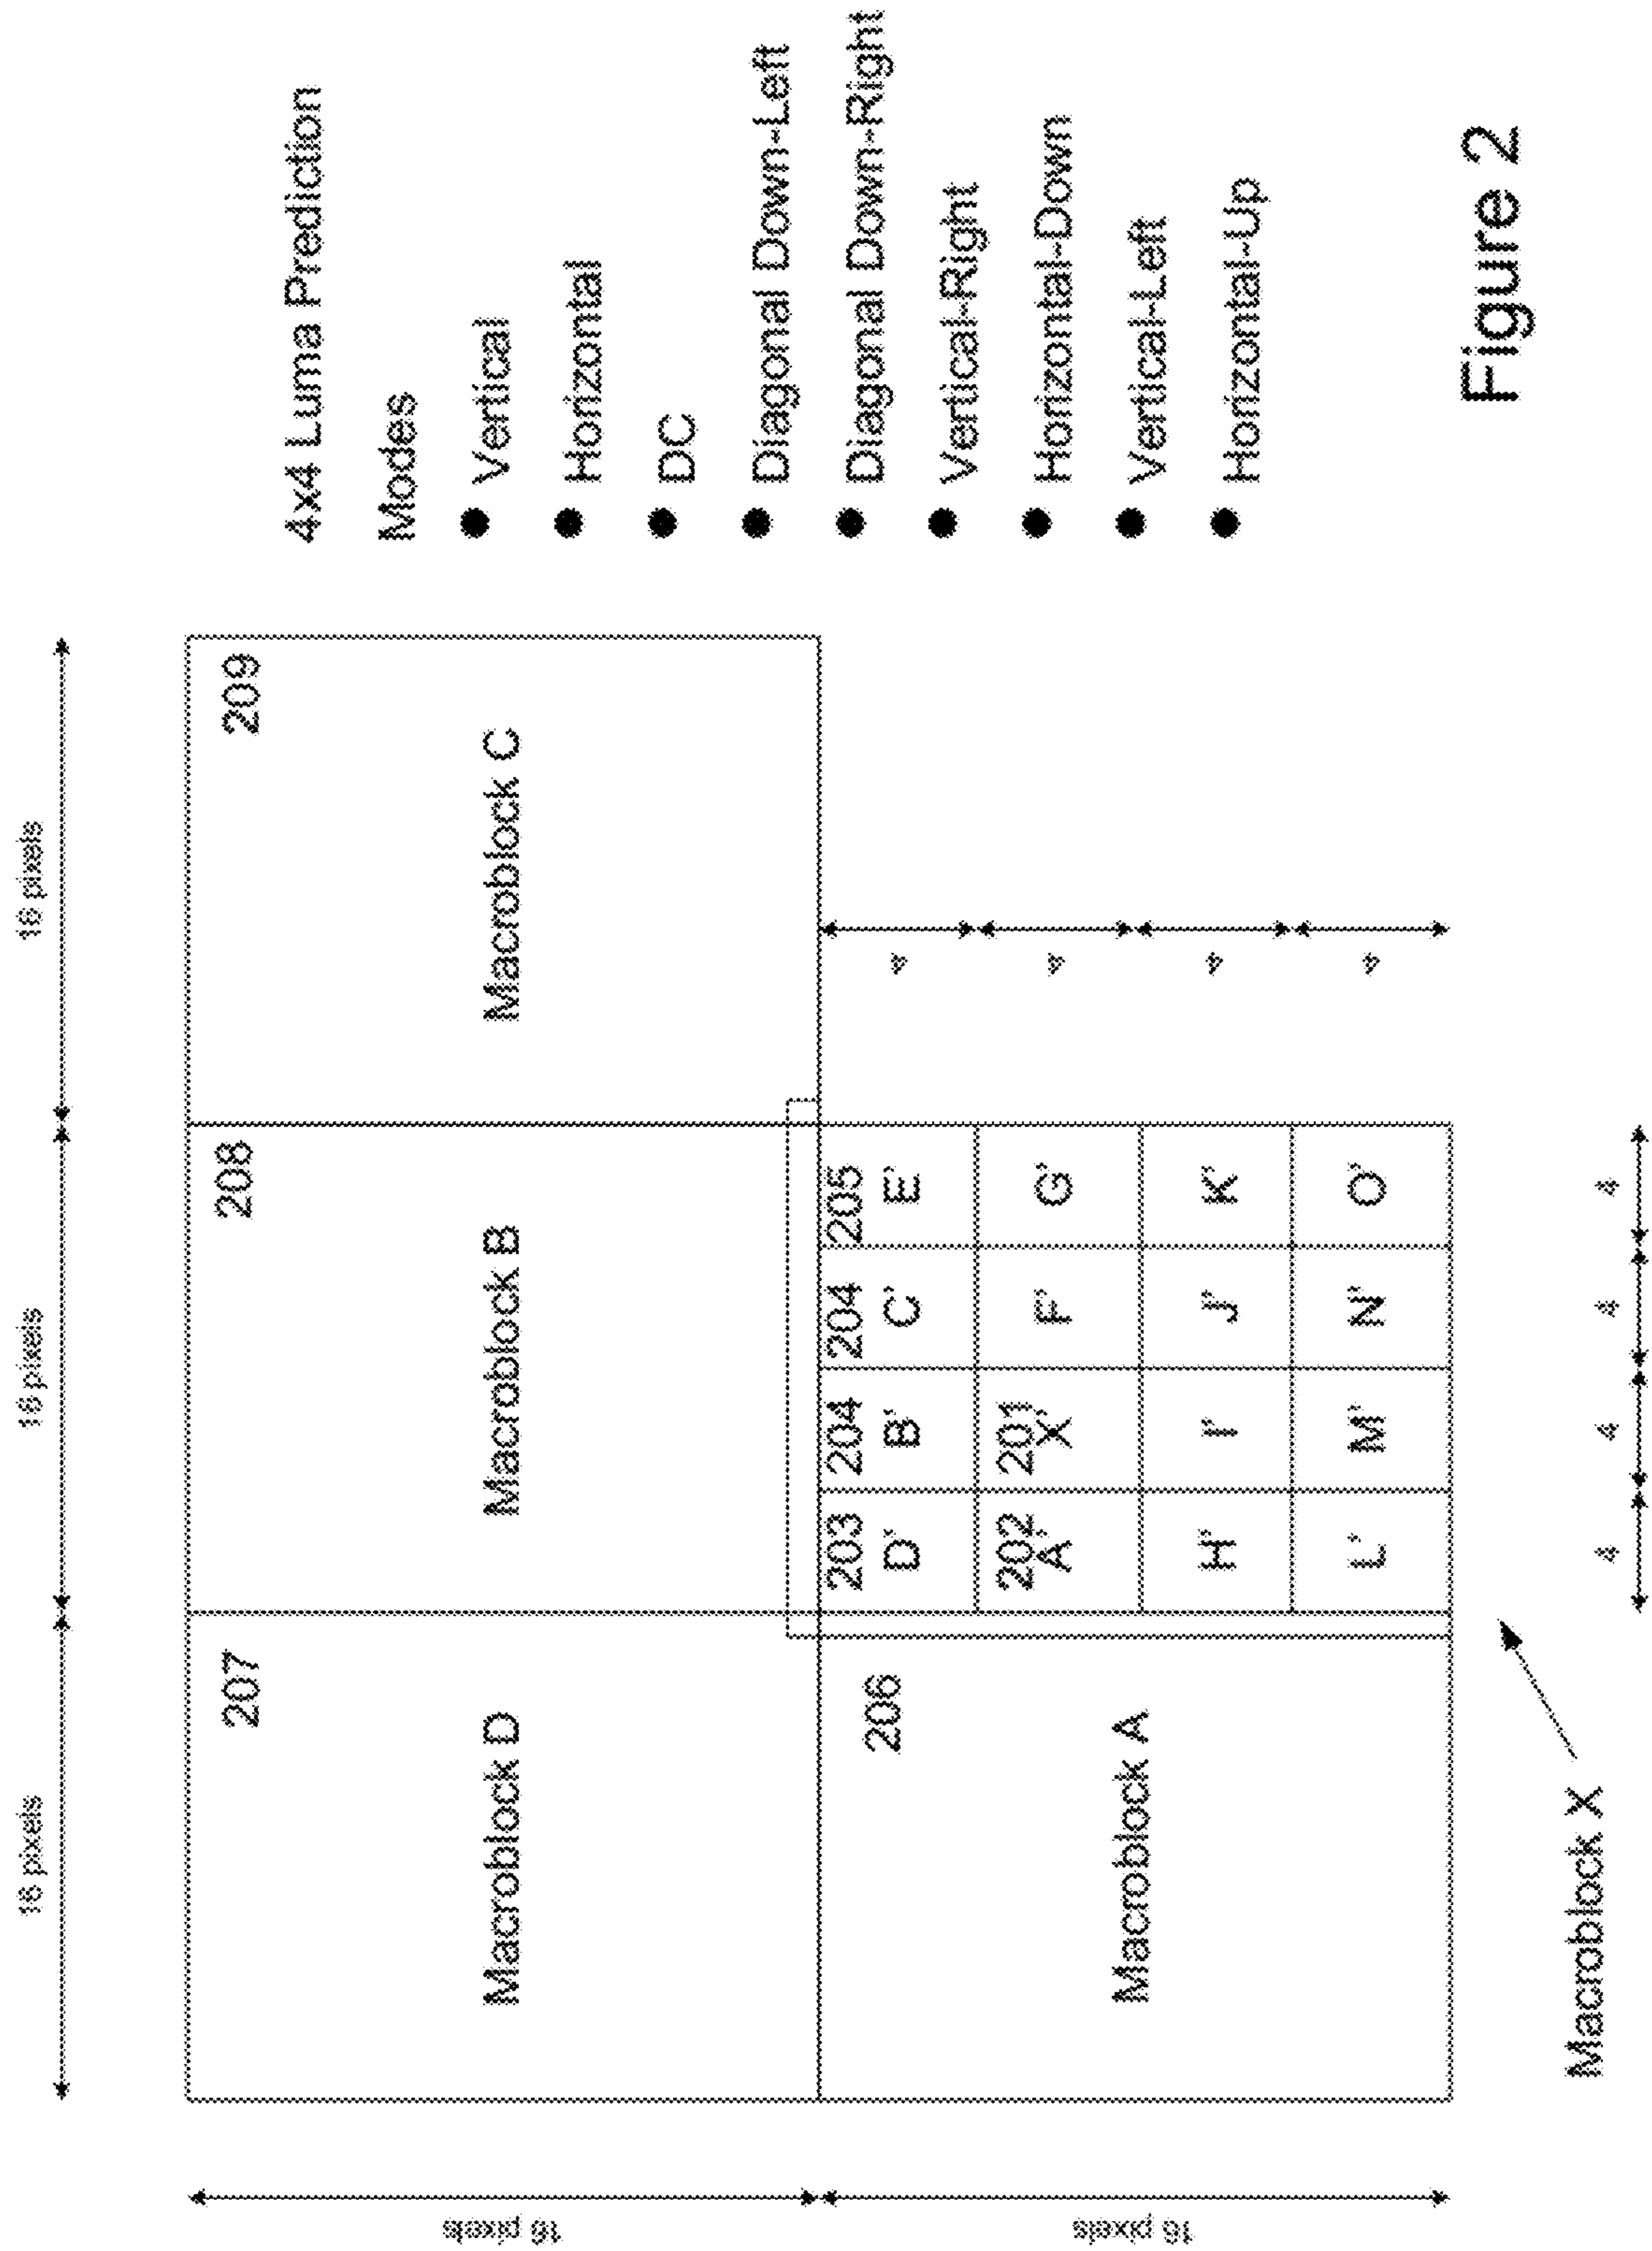 16 pixels
16 pixels
16 pixels
16 pixels
16 pixels
207
Macroblock D
208
Macroblock B
209
Macroblock C
206
Macroblock A
203
D'
204
B'
204
C'
205
E'
202
A'
201
X'
F'
G'
H'
I'
J'
K'
L'
M'
N'
O'
4
4
4
4
4
4
4
4
Macroblock X
4x4 Luma Prediction
Modes
● Vertical
● Horizontal
● DC
● Diagonal Down-Left
● Diagonal Down-Right
● Vertical-Right
● Horizontal-Down
● Vertical-Left
● Horizontal-Up
Figure 2